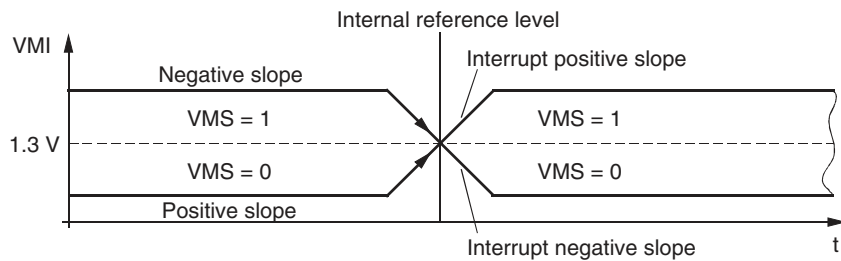 Internal reference level
VMI
Negative slope
Interrupt positive slope
VMS = 1
VMS = 1
1.3 V
VMS = 0
VMS = 0
Positive slope
Interrupt negative slope
t